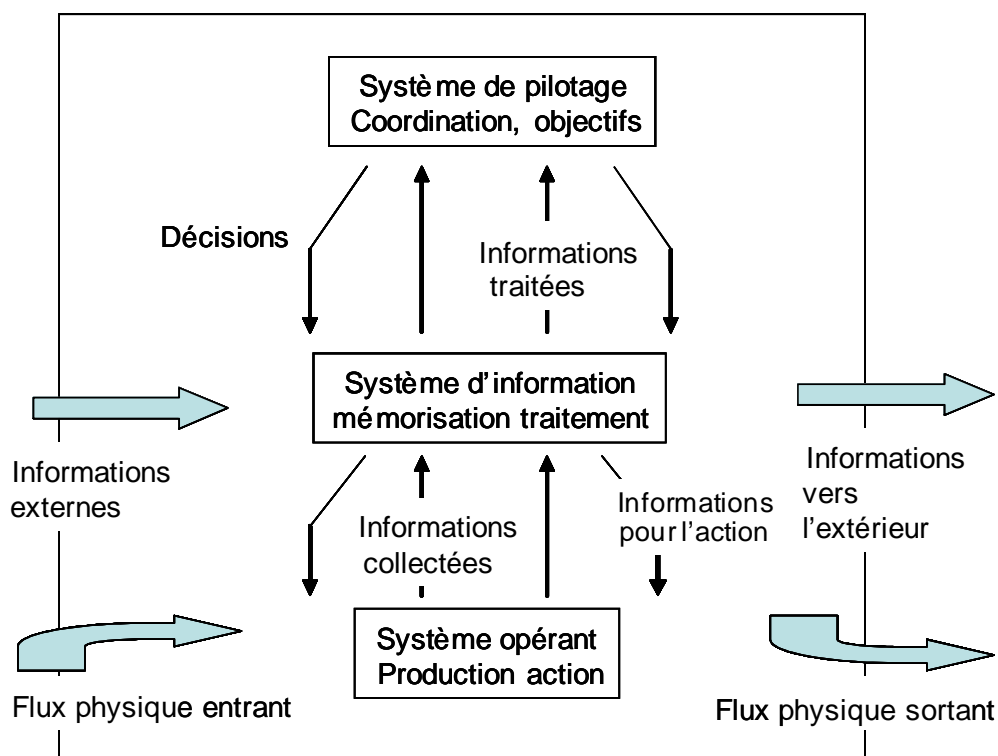 Système de pilotage
Coordination, objectifs
Décisions
Informations
traitées
Système d'information
mémorisation traitement
Informations
externes
Informations
vers
l'extérieur
Informations
collectées
Informations
pour l'action
Système opérant
Production action
Flux physique entrant
Flux physique sortant